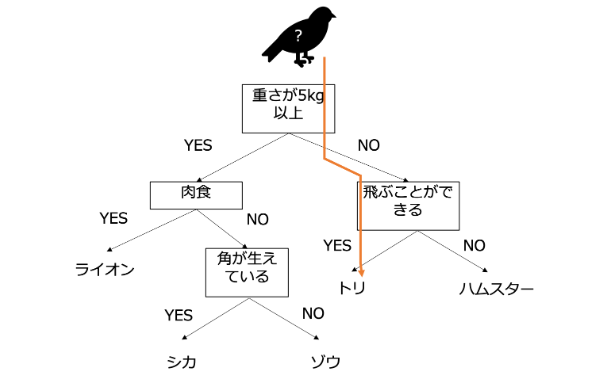 ?
重さが5kg
以上
YES
NO
肉食
飛ぶことがで
きる
YES
NO
YES
NO
ライオン
角が生え
ている
トリ
ハムスター
YES
NO
シカ
ゾウ